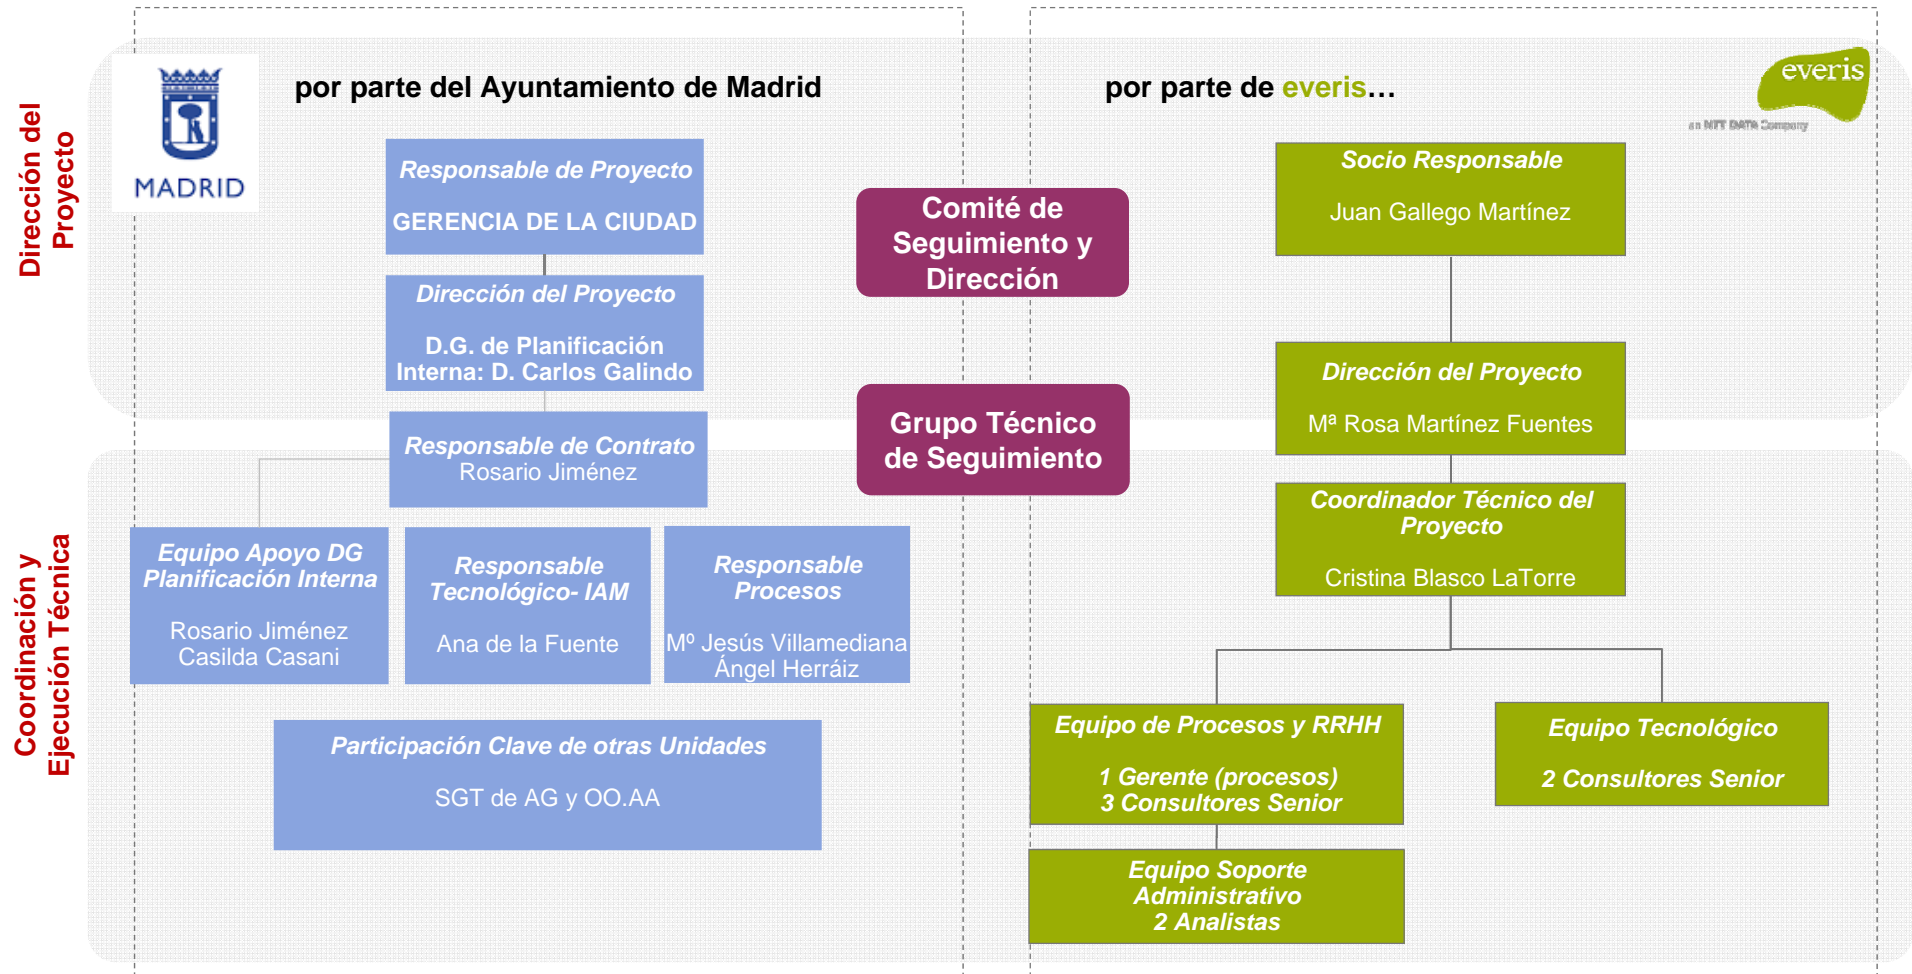 Dirección del
Proyecto
MADRID
por parte del Ayuntamiento de Madrid
Responsable de Proyecto
GERENCIA DE LA CIUDAD
Dirección del Proyecto
D.G. de Planificación
Interna: D. Carlos Galindo
Comité de
Seguimiento y
Dirección
por parte de everis...
everis
an NTT DATA Company
Socio Responsable
Juan Gallego Martínez
Dirección del Proyecto
Mª Rosa Martínez Fuentes
Grupo Técnico
de Seguimiento
Coordinación y
Ejecución Técnica
Responsable de Contrato
Rosario Jiménez
Equipo Apoyo DG
Planificación Interna
Rosario Jiménez
Casilda Casani
Responsable
Tecnológico- IAM
Ana de la Fuente
Responsable
Procesos
Mº Jesús Villamediana
Ángel Herráiz
Participación Clave de otras Unidades
SGT de AG y OO.AA
Coordinador Técnico del
Proyecto
Cristina Blasco LaTorre
Equipo de Procesos y RRHH
1 Gerente (procesos)
3 Consultores Senior
Equipo Tecnológico
2 Consultores Senior
Equipo Soporte
Administrativo
2 Analistas